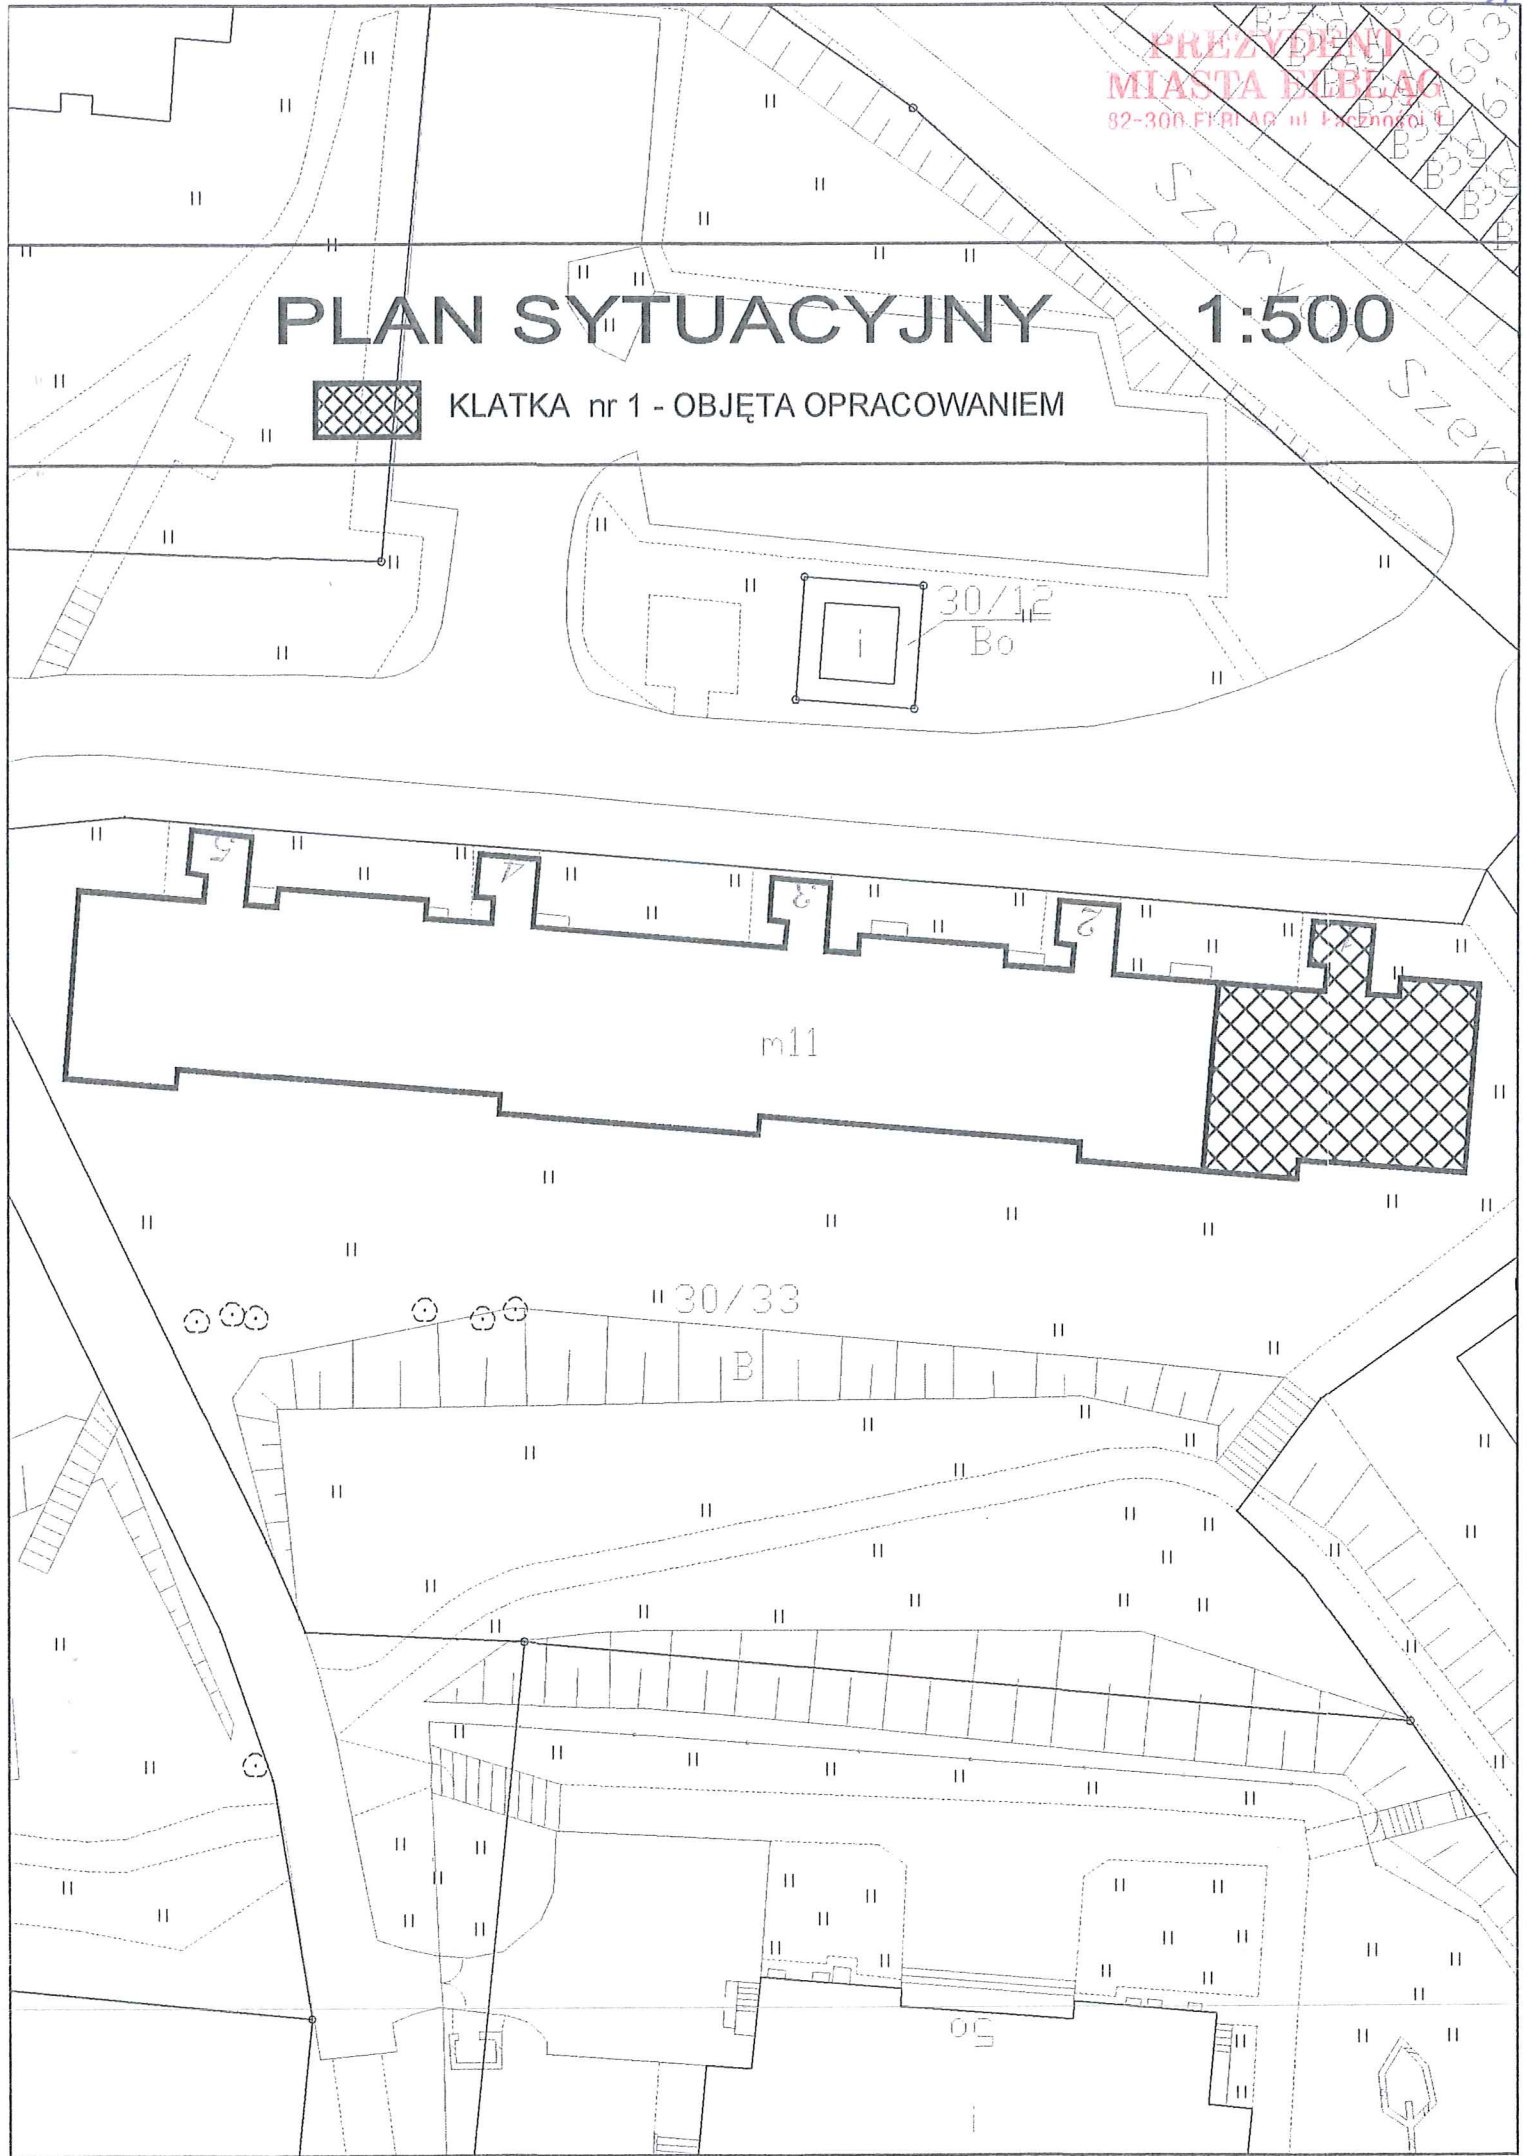 PREZYDENT
MIASTA ELBLĄG
82-300 ELBLĄG ul. Łączności 1
PLAN SYTUACYJNY 1:500
KLATKA nr 1 - OBJĘTA OPRACOWANIEM
30/12
Bo
i
5
4
3
2
1
m11
30/33
B
50
i